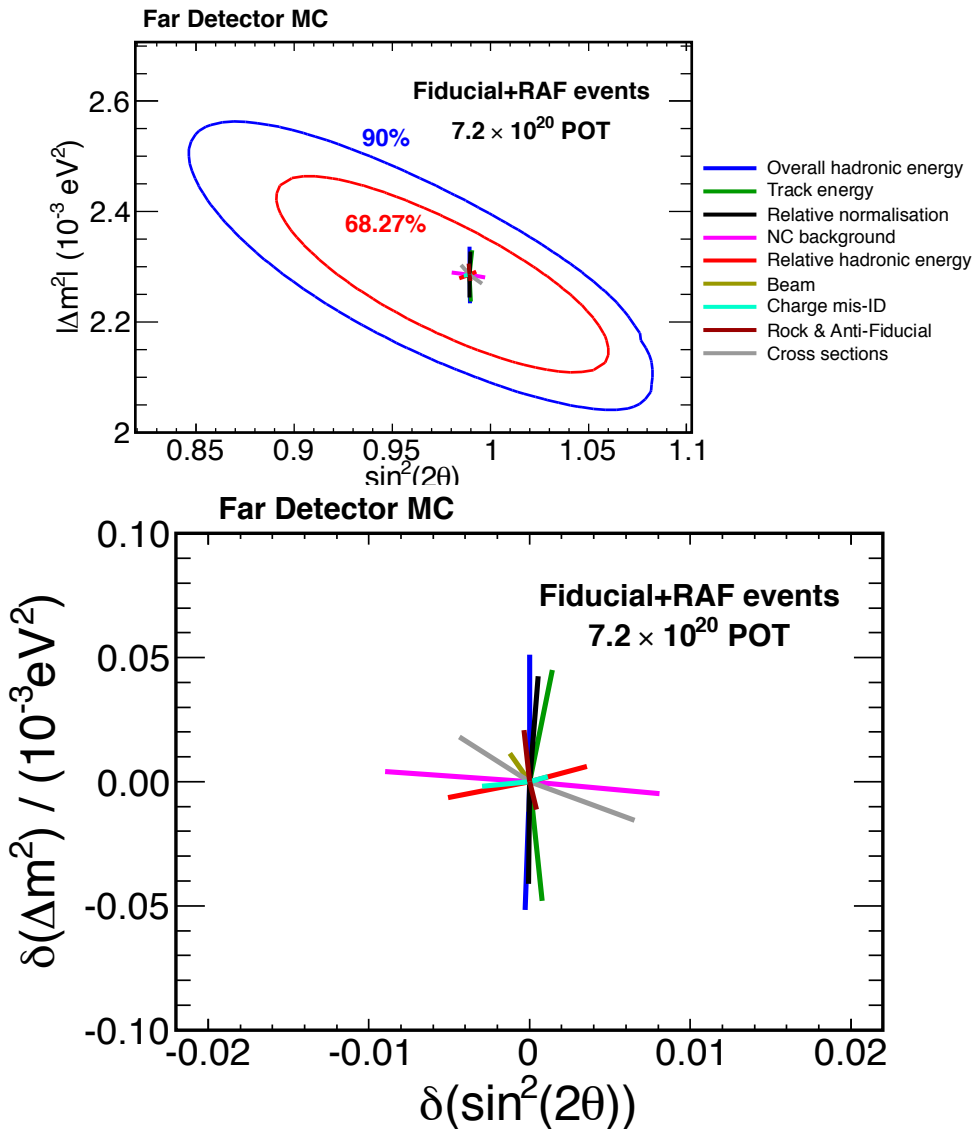 Far Detector MC
Fiducial+RAF events
7.2 × 10²⁰ POT
90%
68.27%
|Δm²| (10⁻³ eV²)
2.6
2.4
2.2
2
0.85 0.9 0.95 1 1.05 1.1
sin²(2θ)
Overall hadronic energy
Track energy
Relative normalisation
NC background
Relative hadronic energy
Beam
Charge mis-ID
Rock & Anti-Fiducial
Cross sections
Far Detector MC
Fiducial+RAF events
7.2 × 10²⁰ POT
δ(Δm²) / (10⁻³eV²)
0.10
0.05
0.00
-0.05
-0.10
-0.02 -0.01 0 0.01 0.02
δ(sin²(2θ))